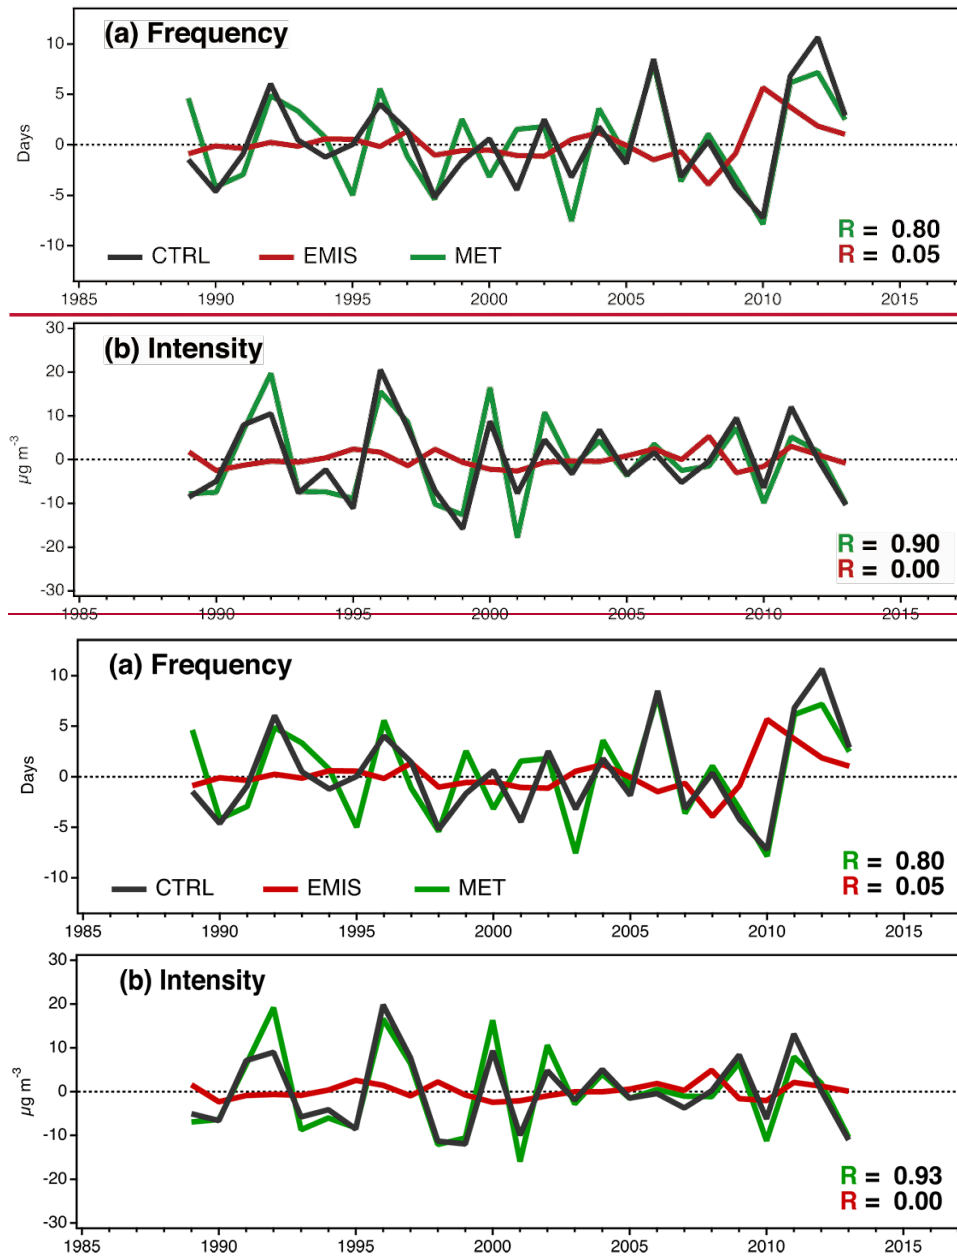 (a) Frequency
10
5
0
-5
-10
Days
CTRL EMIS MET
R = 0.80
R = 0.05
1985 1990 1995 2000 2005 2010 2015
(b) Intensity
30
20
10
0
-10
-20
-30
µg m-3
R = 0.90
R = 0.00
1985 1990 1995 2000 2005 2010 2015
(a) Frequency
10
5
0
-5
-10
Days
CTRL EMIS MET
R = 0.80
R = 0.05
1985 1990 1995 2000 2005 2010 2015
(b) Intensity
30
20
10
0
-10
-20
-30
µg m-3
R = 0.93
R = 0.00
1985 1990 1995 2000 2005 2010 2015